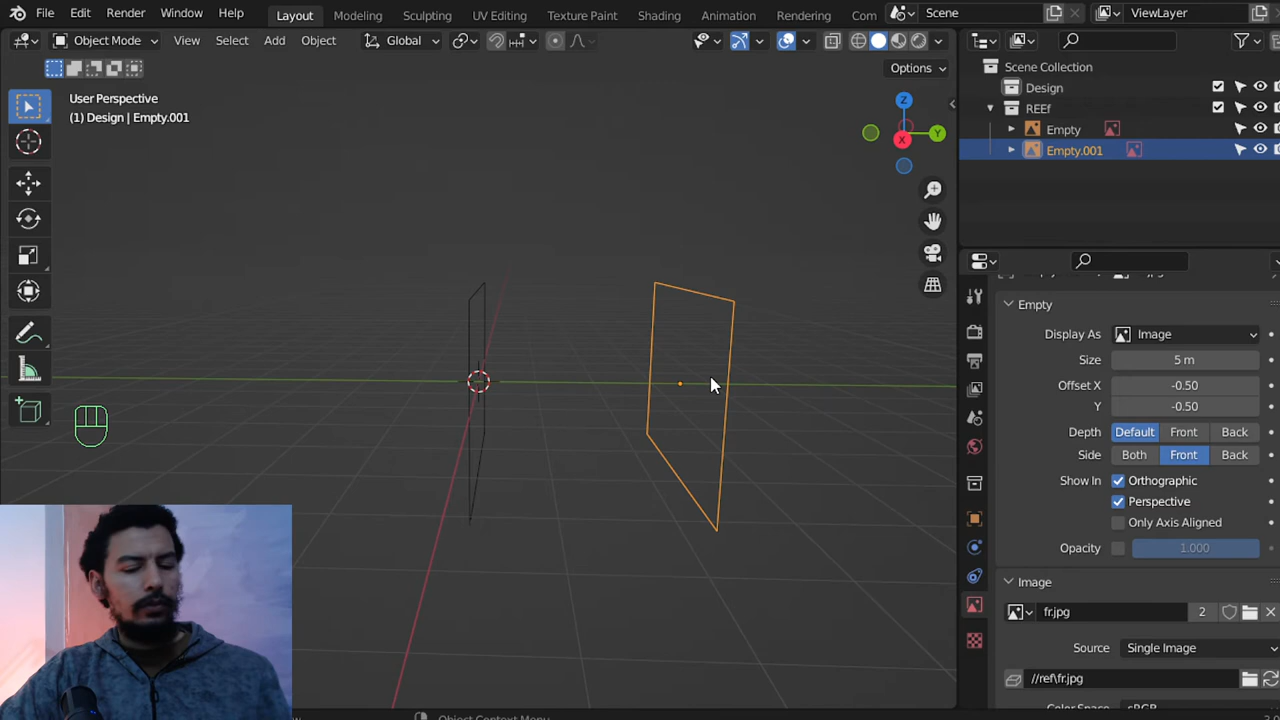 File Edit Render Window Help Layout Modeling Sculpting UV Editing Texture Paint Shading Animation Rendering Com Scene ViewLayer
Object Mode View Select Add Object Global
Options
User Perspective
(1) Design | Empty.001
Z
Y
X
Scene Collection
Design
REEf
Empty
Empty.001
Empty
Display As Image
Size 5 m
Offset X -0.50
Y -0.50
Depth Default Front Back
Side Both Front Back
Show In Orthographic
Perspective
Only Axis Aligned
Opacity 1.000
Image
fr.jpg 2
Source Single Image
//ref\fr.jpg